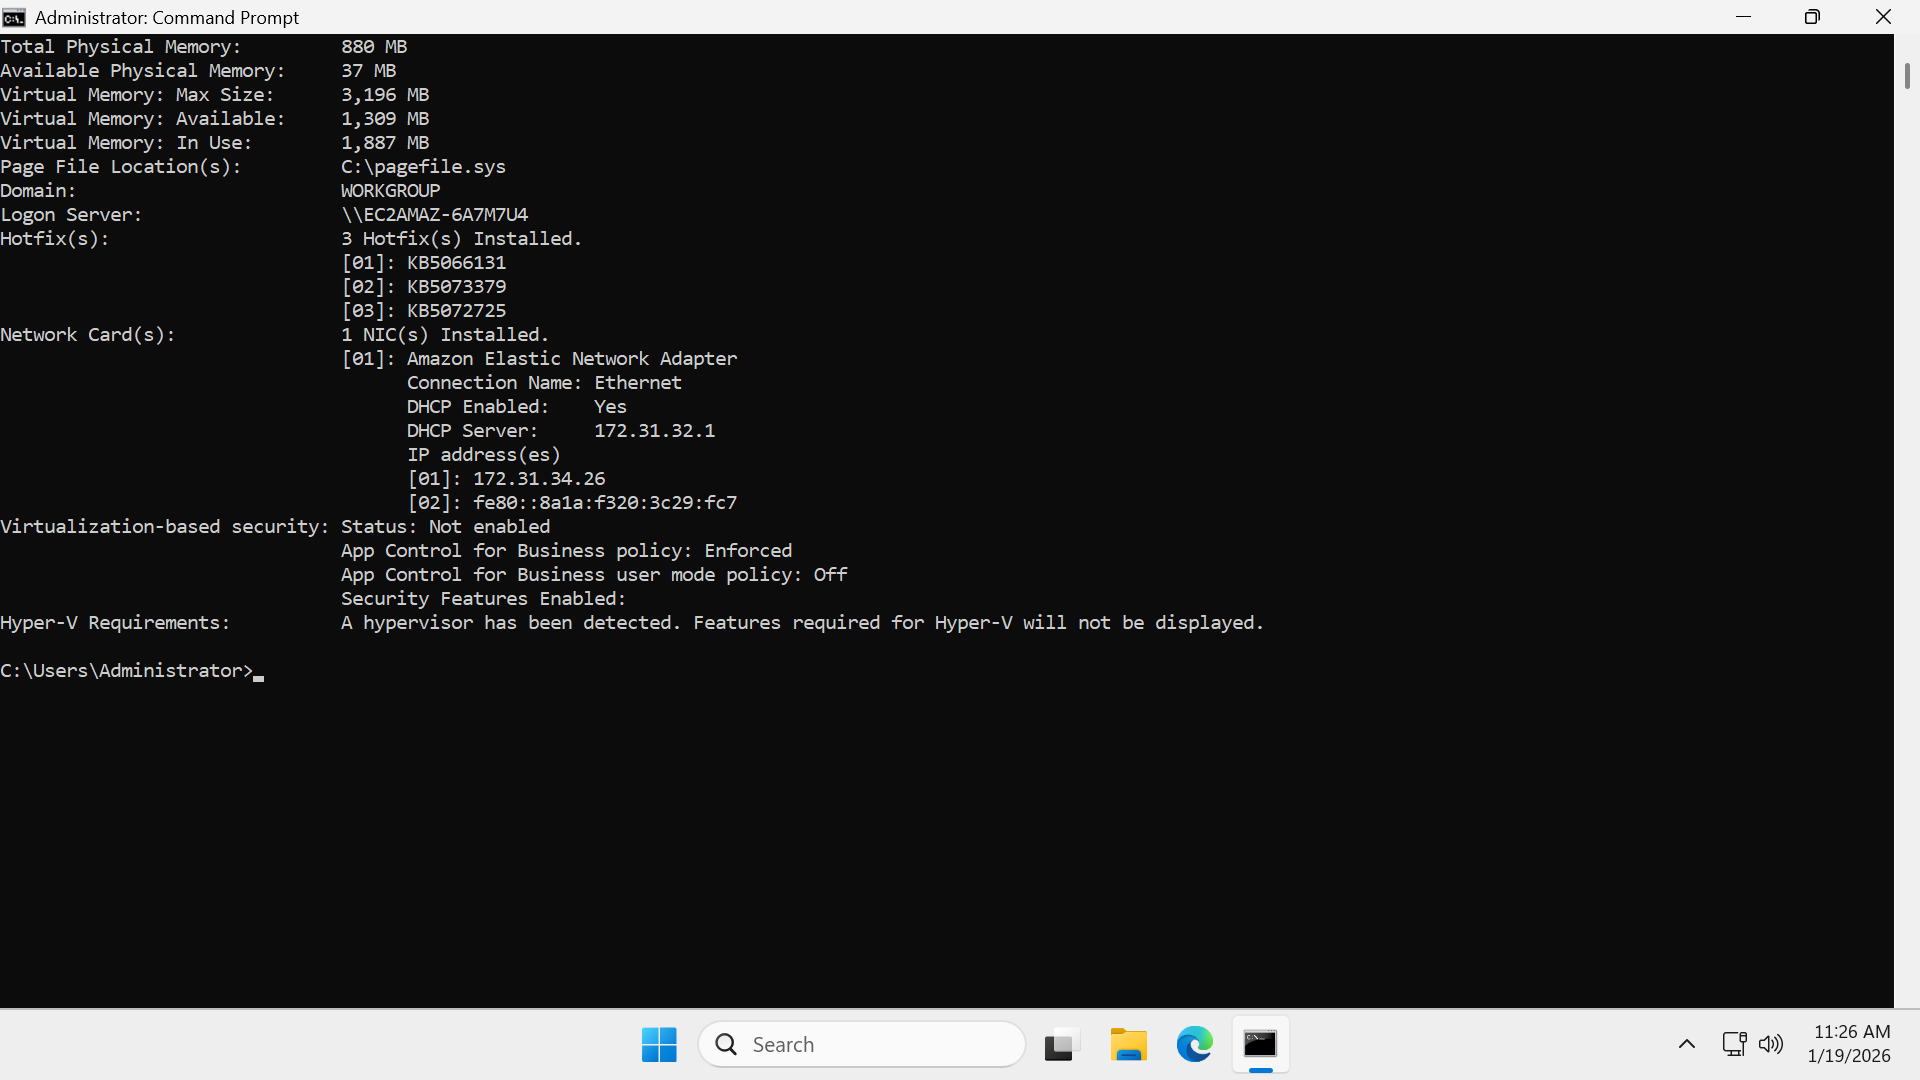 Administrator: Command Prompt
Total Physical Memory: 880 MB
Available Physical Memory: 37 MB
Virtual Memory: Max Size: 3,196 MB
Virtual Memory: Available: 1,309 MB
Virtual Memory: In Use: 1,887 MB
Page File Location(s): C:\pagefile.sys
Domain: WORKGROUP
Logon Server: \\EC2AMAZ-6A7M7U4
Hotfix(s): 3 Hotfix(s) Installed.
[01]: KB5066131
[02]: KB5073379
[03]: KB5072725
Network Card(s): 1 NIC(s) Installed.
[01]: Amazon Elastic Network Adapter
Connection Name: Ethernet
DHCP Enabled: Yes
DHCP Server: 172.31.32.1
IP address(es)
[01]: 172.31.34.26
[02]: fe80::8a1a:f320:3c29:fc7
Virtualization-based security: Status: Not enabled
App Control for Business policy: Enforced
App Control for Business user mode policy: Off
Security Features Enabled:
Hyper-V Requirements: A hypervisor has been detected. Features required for Hyper-V will not be displayed.
C:\Users\Administrator>
Search
11:26 AM
1/19/2026